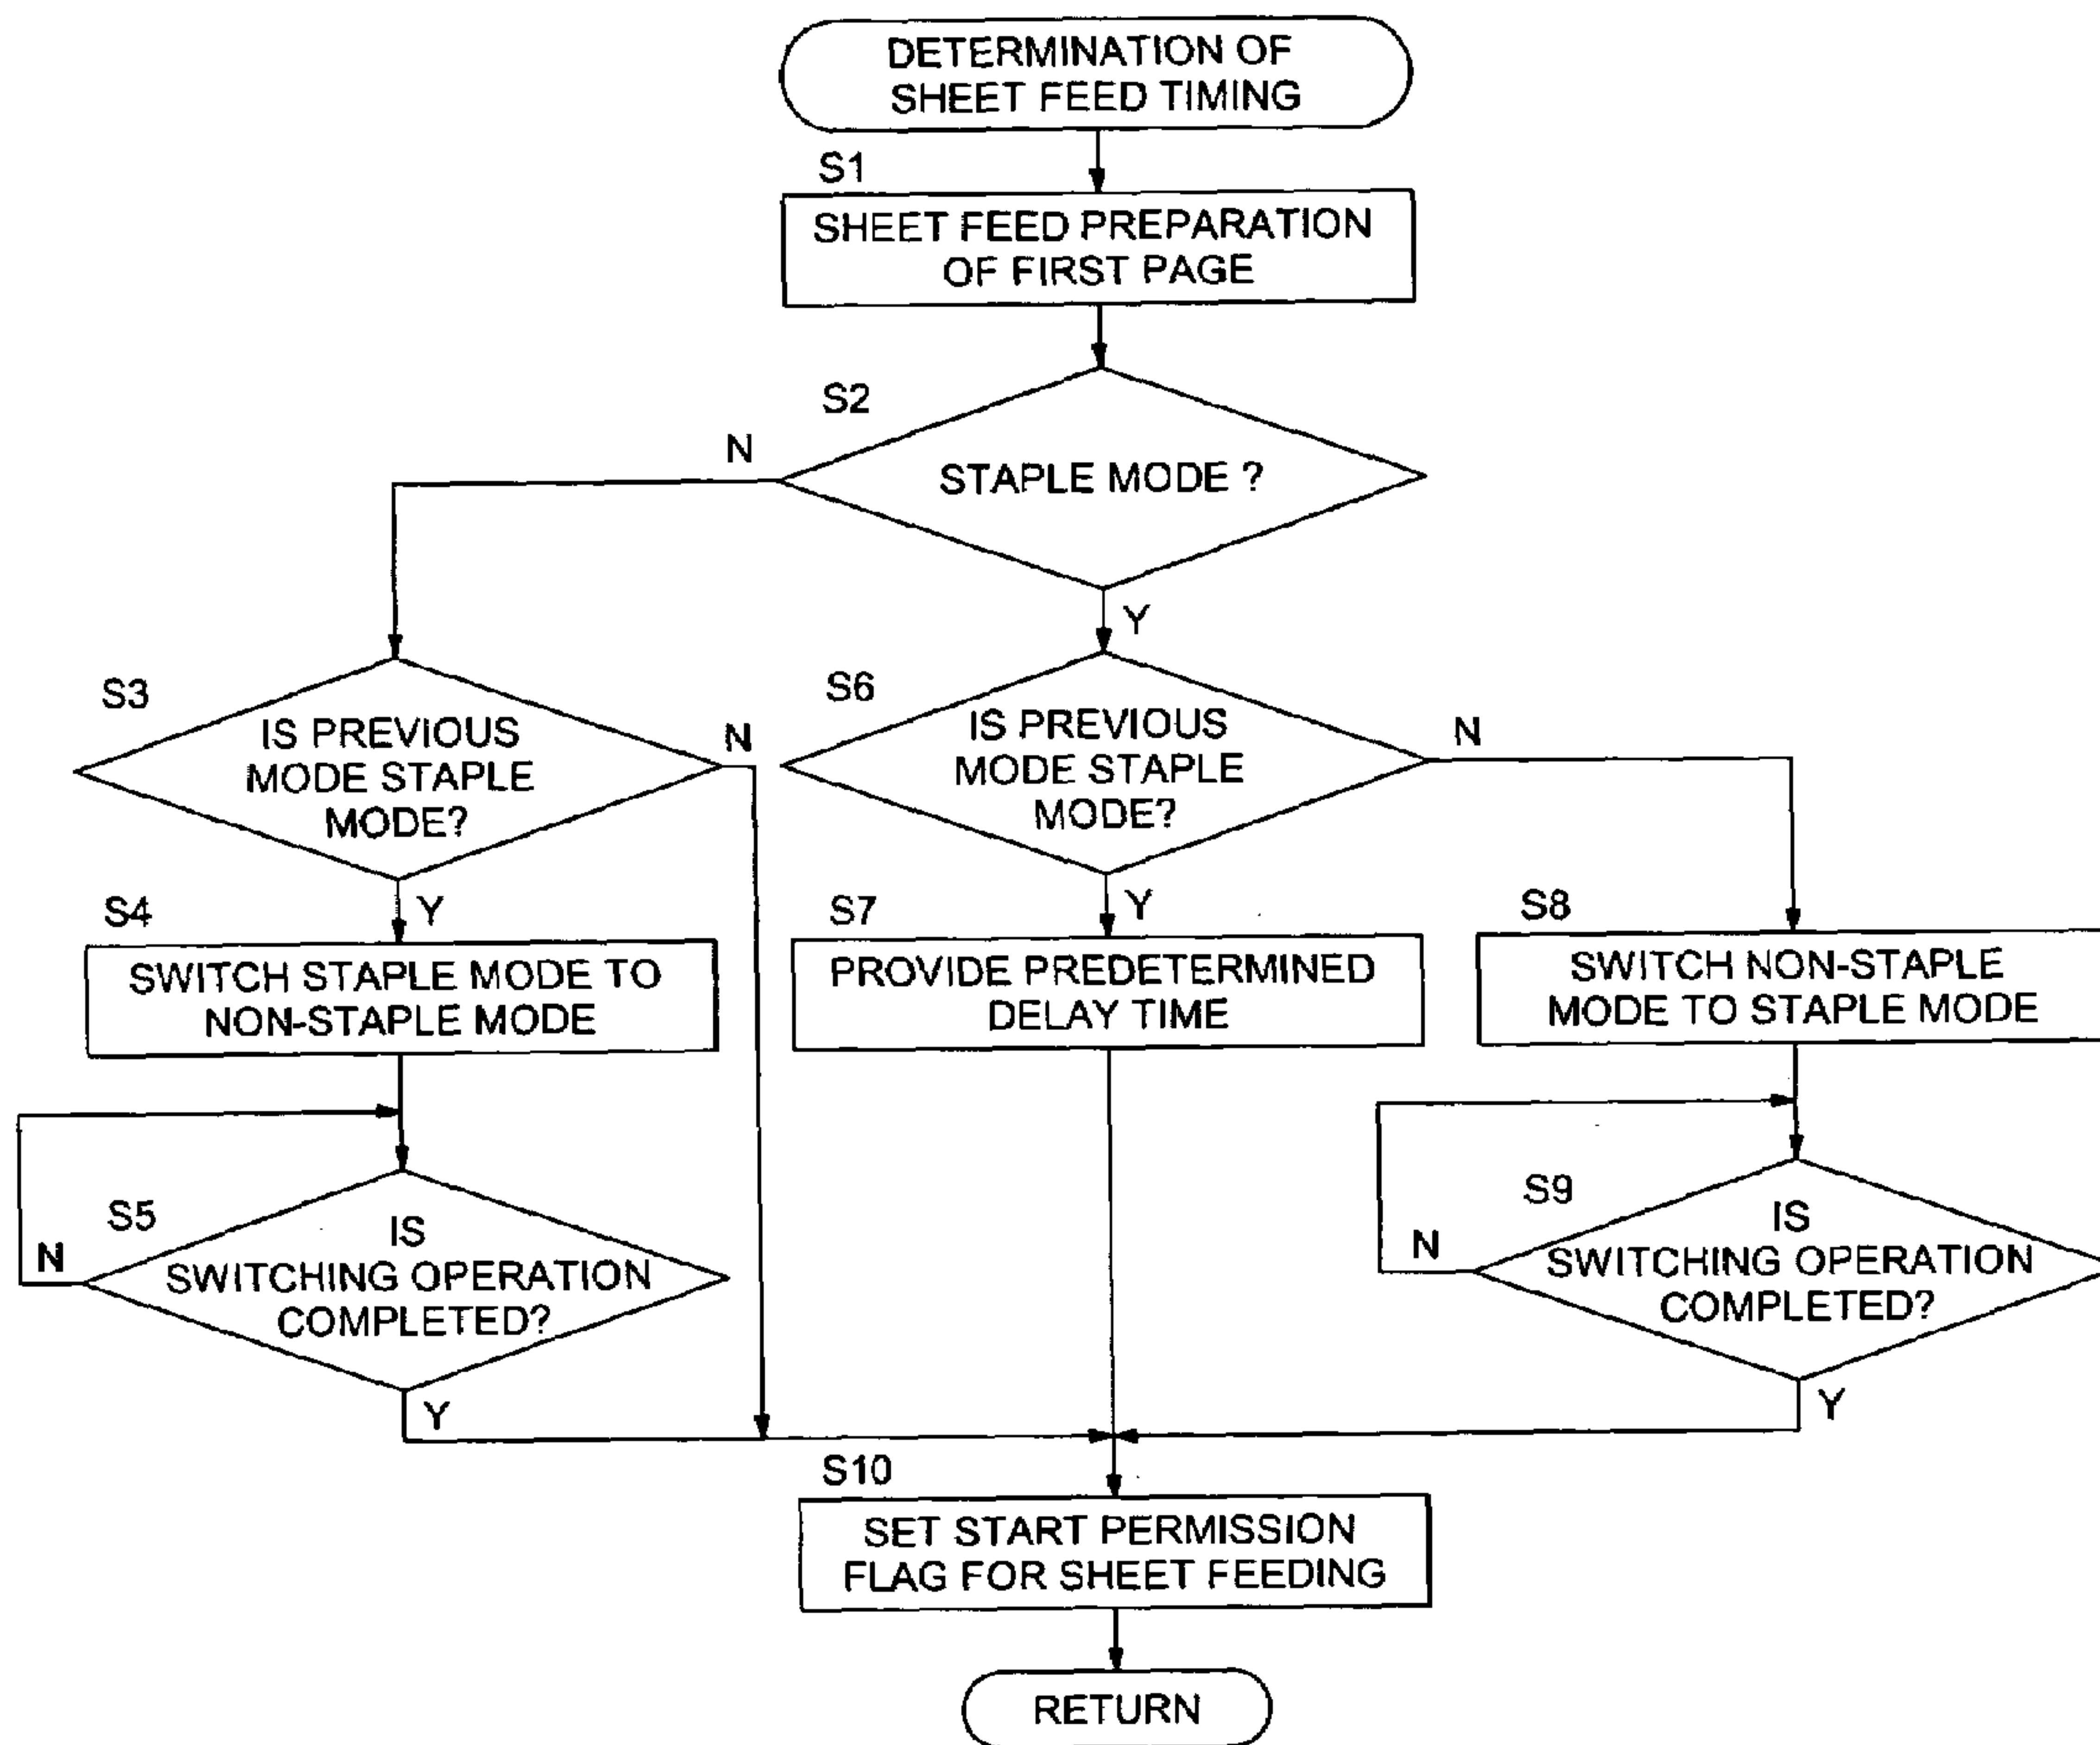 DETERMINATION OF
SHEET FEED TIMING
S1
SHEET FEED PREPARATION
OF FIRST PAGE
S2
N
STAPLE MODE ?
Y
S3
IS PREVIOUS
MODE STAPLE
MODE?
N
Y
S6
IS PREVIOUS
MODE STAPLE
MODE?
N
Y
S4
SWITCH STAPLE MODE TO
NON-STAPLE MODE
S7
PROVIDE PREDETERMINED
DELAY TIME
S8
SWITCH NON-STAPLE
MODE TO STAPLE MODE
S5
N
IS
SWITCHING OPERATION
COMPLETED?
Y
S9
N
IS
SWITCHING OPERATION
COMPLETED?
Y
S10
SET START PERMISSION
FLAG FOR SHEET FEEDING
RETURN